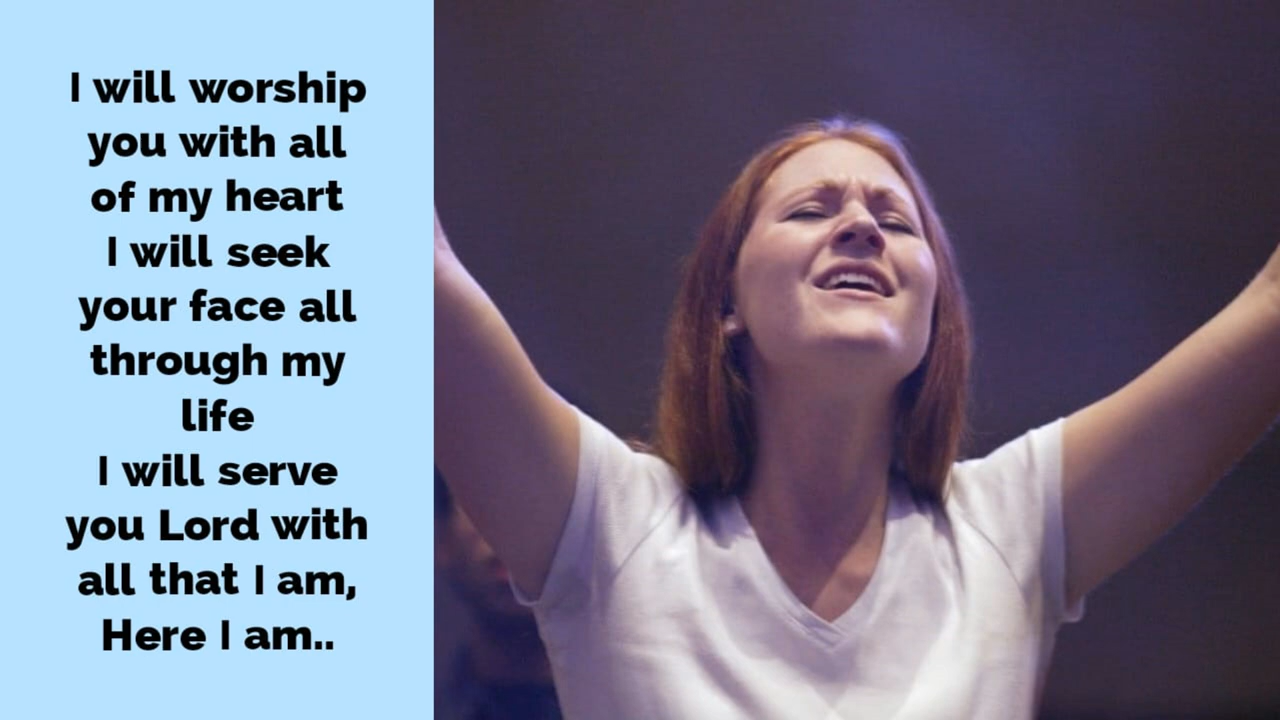 I will worship
you with all
of my heart
I will seek
your face all
through my
life
I will serve
you Lord with
all that I am,
Here I am..